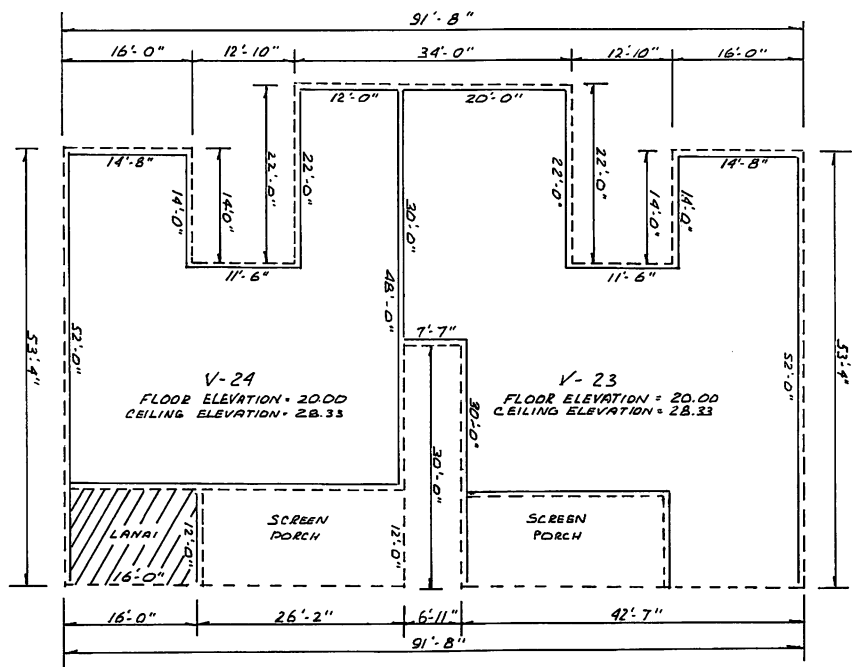 91'-8"
16'-0" 12'-10" 34'-0" 12'-10" 16'-0"
12'-0" 20'-0"
14'-8" 14'-8"
14'-0" 14'-0" 22'-0" 22'-0" 22'-0" 22'-0" 14'-0" 14'-0"
30'-0"
11'-6" 11'-6"
48'-0"
7'-7"
53'-4" 52'-0" 52'-0" 53'-4"
V-24
FLOOR ELEVATION = 20.00
CEILING ELEVATION = 28.33
V-23
FLOOR ELEVATION = 20.00
CEILING ELEVATION = 28.33
30'-0"
30'-0"
LANAI
12'-0"
16'-0"
SCREEN
PORCH
12'-0"
SCREEN
PORCH
16'-0" 26'-2" 6'-11" 42'-7"
91'-8"